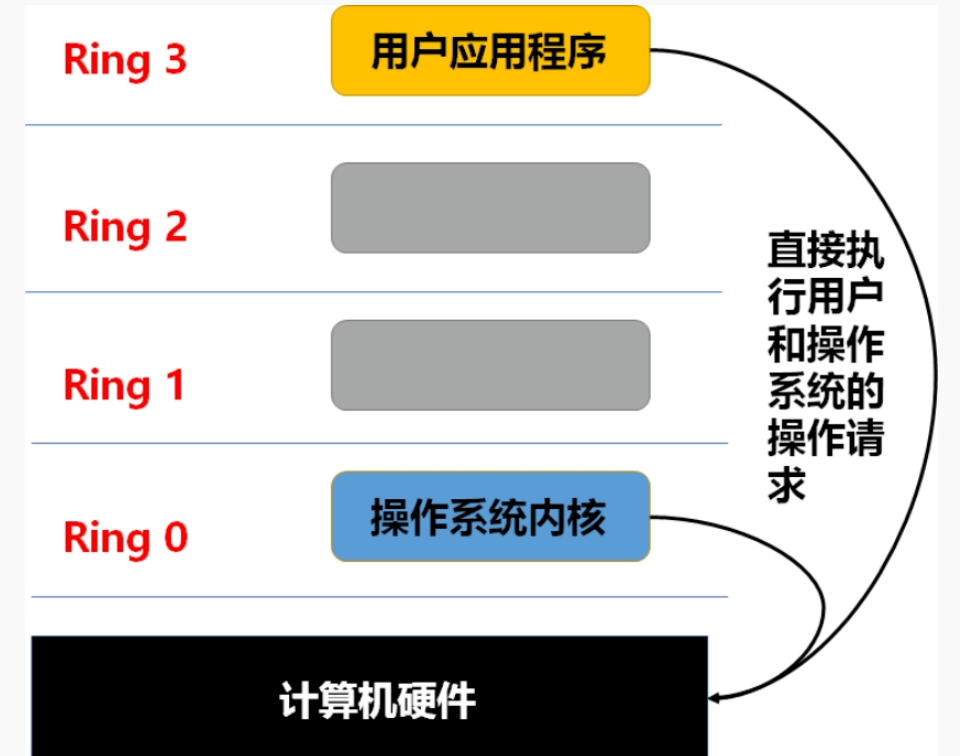 Ring 3
用户应用程序
Ring 2
直接执
行用户
和操作
系统的
操作请
求
Ring 1
Ring 0
操作系统内核
计算机硬件